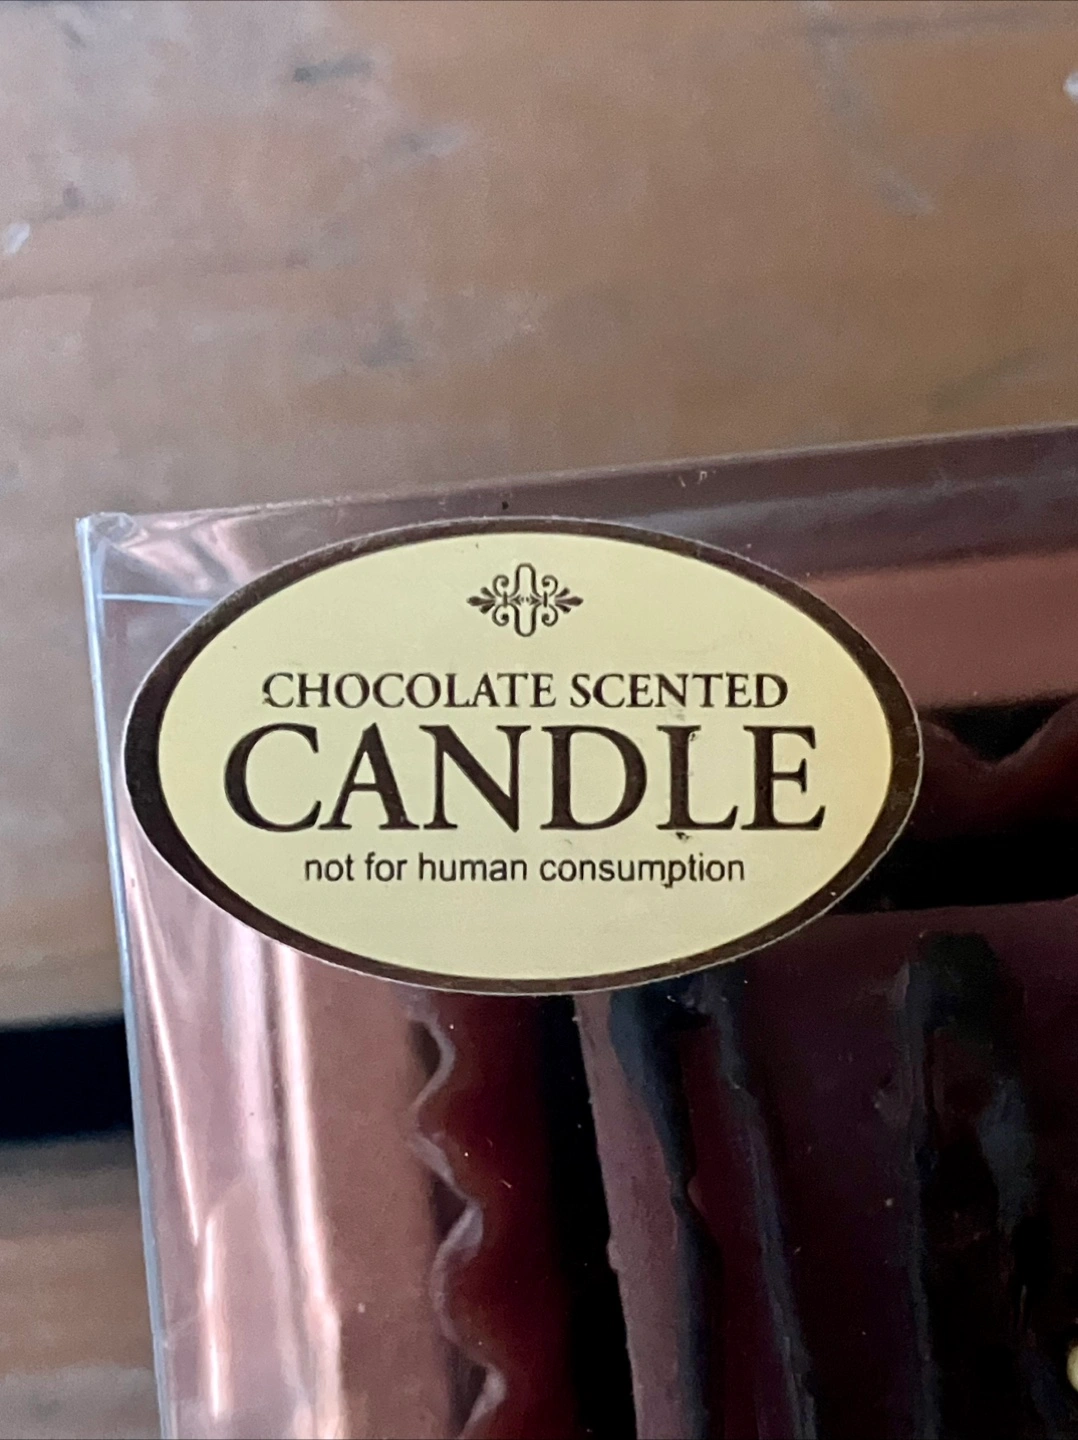 CHOCOLATE SCENTED
CANDLE
not for human consumption